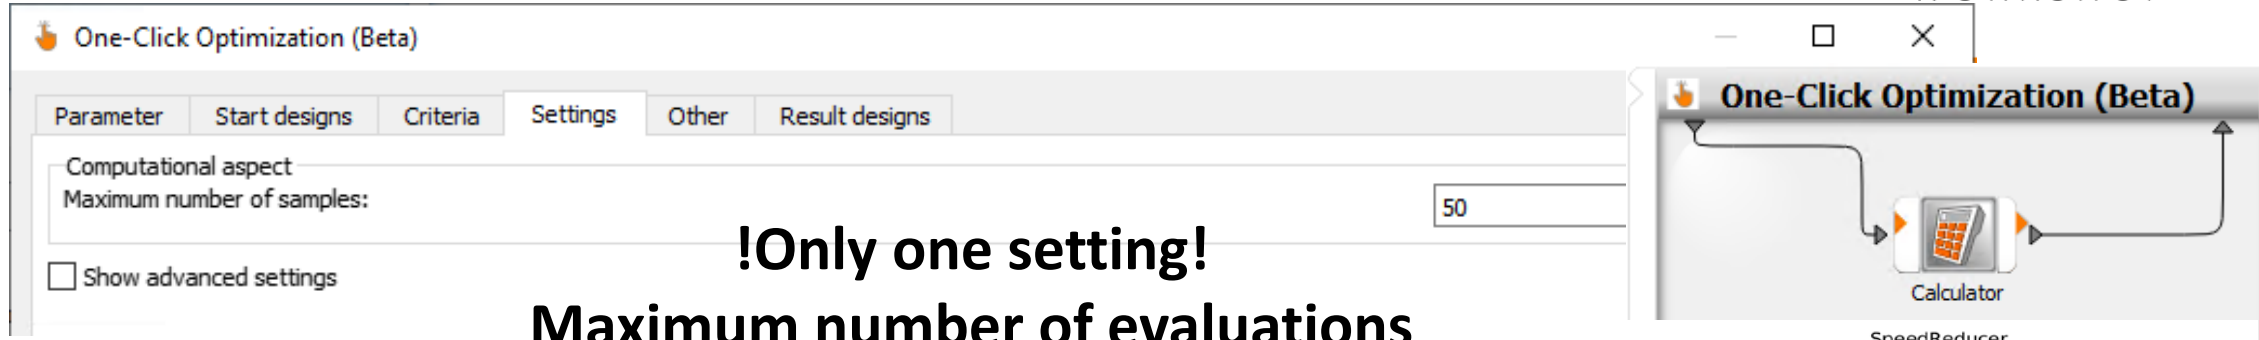 One-Click Optimization (Beta)
Parameter Start designs Criteria Settings Other Result designs
Computational aspect
Maximum number of samples:
50
Show advanced settings
!Only one setting!
Maximum number of evaluations
One-Click Optimization (Beta)
Calculator
SpeedReducer